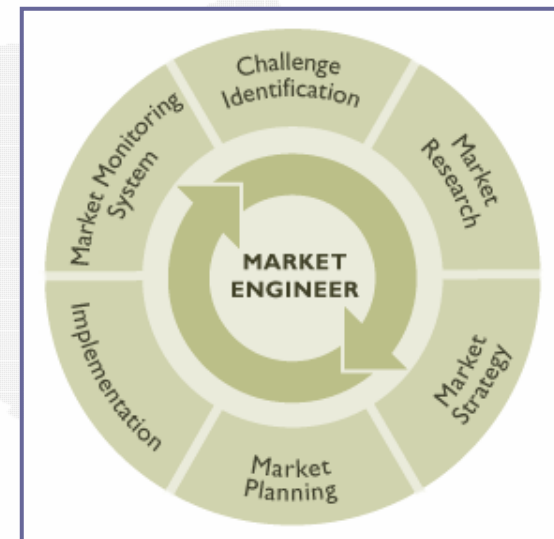 Challenge
Identification
Market
Research
Market
Strategy
Market
Planning
Implementation
Market Monitoring
System
MARKET
ENGINEER